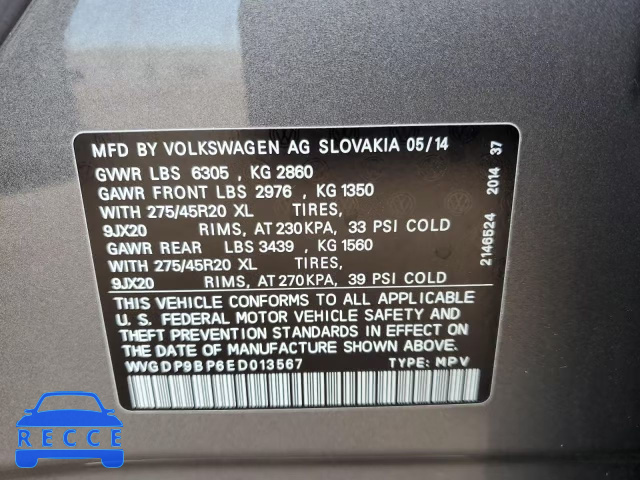 MFD BY VOLKSWAGEN AG SLOVAKIA 05/14
GVWR LBS 6305 , KG 2860
GAWR FRONT LBS 2976 , KG 1350
WITH 275/45R20 XL TIRES,
9JX20 RIMS, AT 230KPA, 33 PSI COLD
GAWR REAR LBS 3439 , KG 1560
WITH 275/45R20 XL TIRES,
9JX20 RIMS, AT 270KPA, 39 PSI COLD
THIS VEHICLE CONFORMS TO ALL APPLICABLE
U. S. FEDERAL MOTOR VEHICLE SAFETY AND
THEFT PREVENTION STANDARDS IN EFFECT ON
THE DATE OF MANUFACTURE SHOWN ABOVE.
WVGDP9BP6ED013567 TYPE: MPV
2146524 2014 37
RECCE